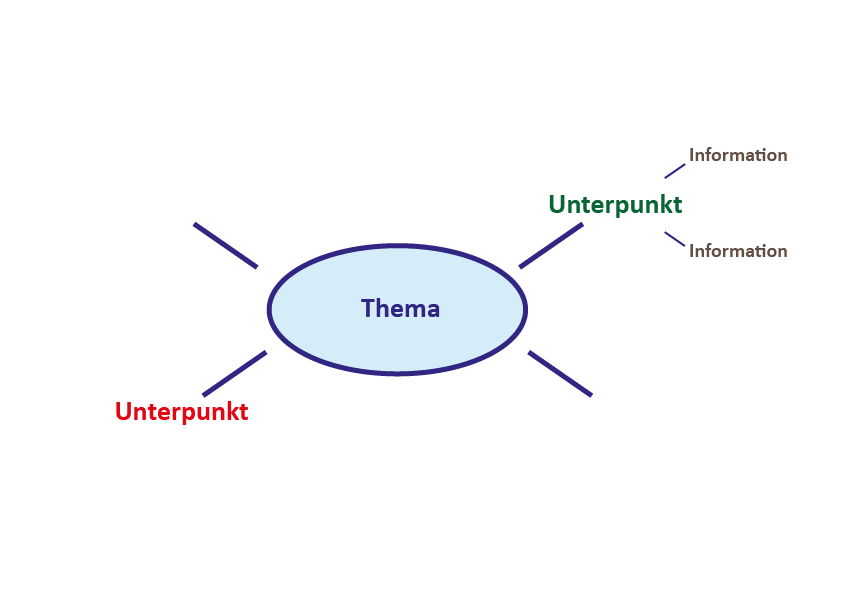 Information
Unterpunkt
Information
Thema
Unterpunkt